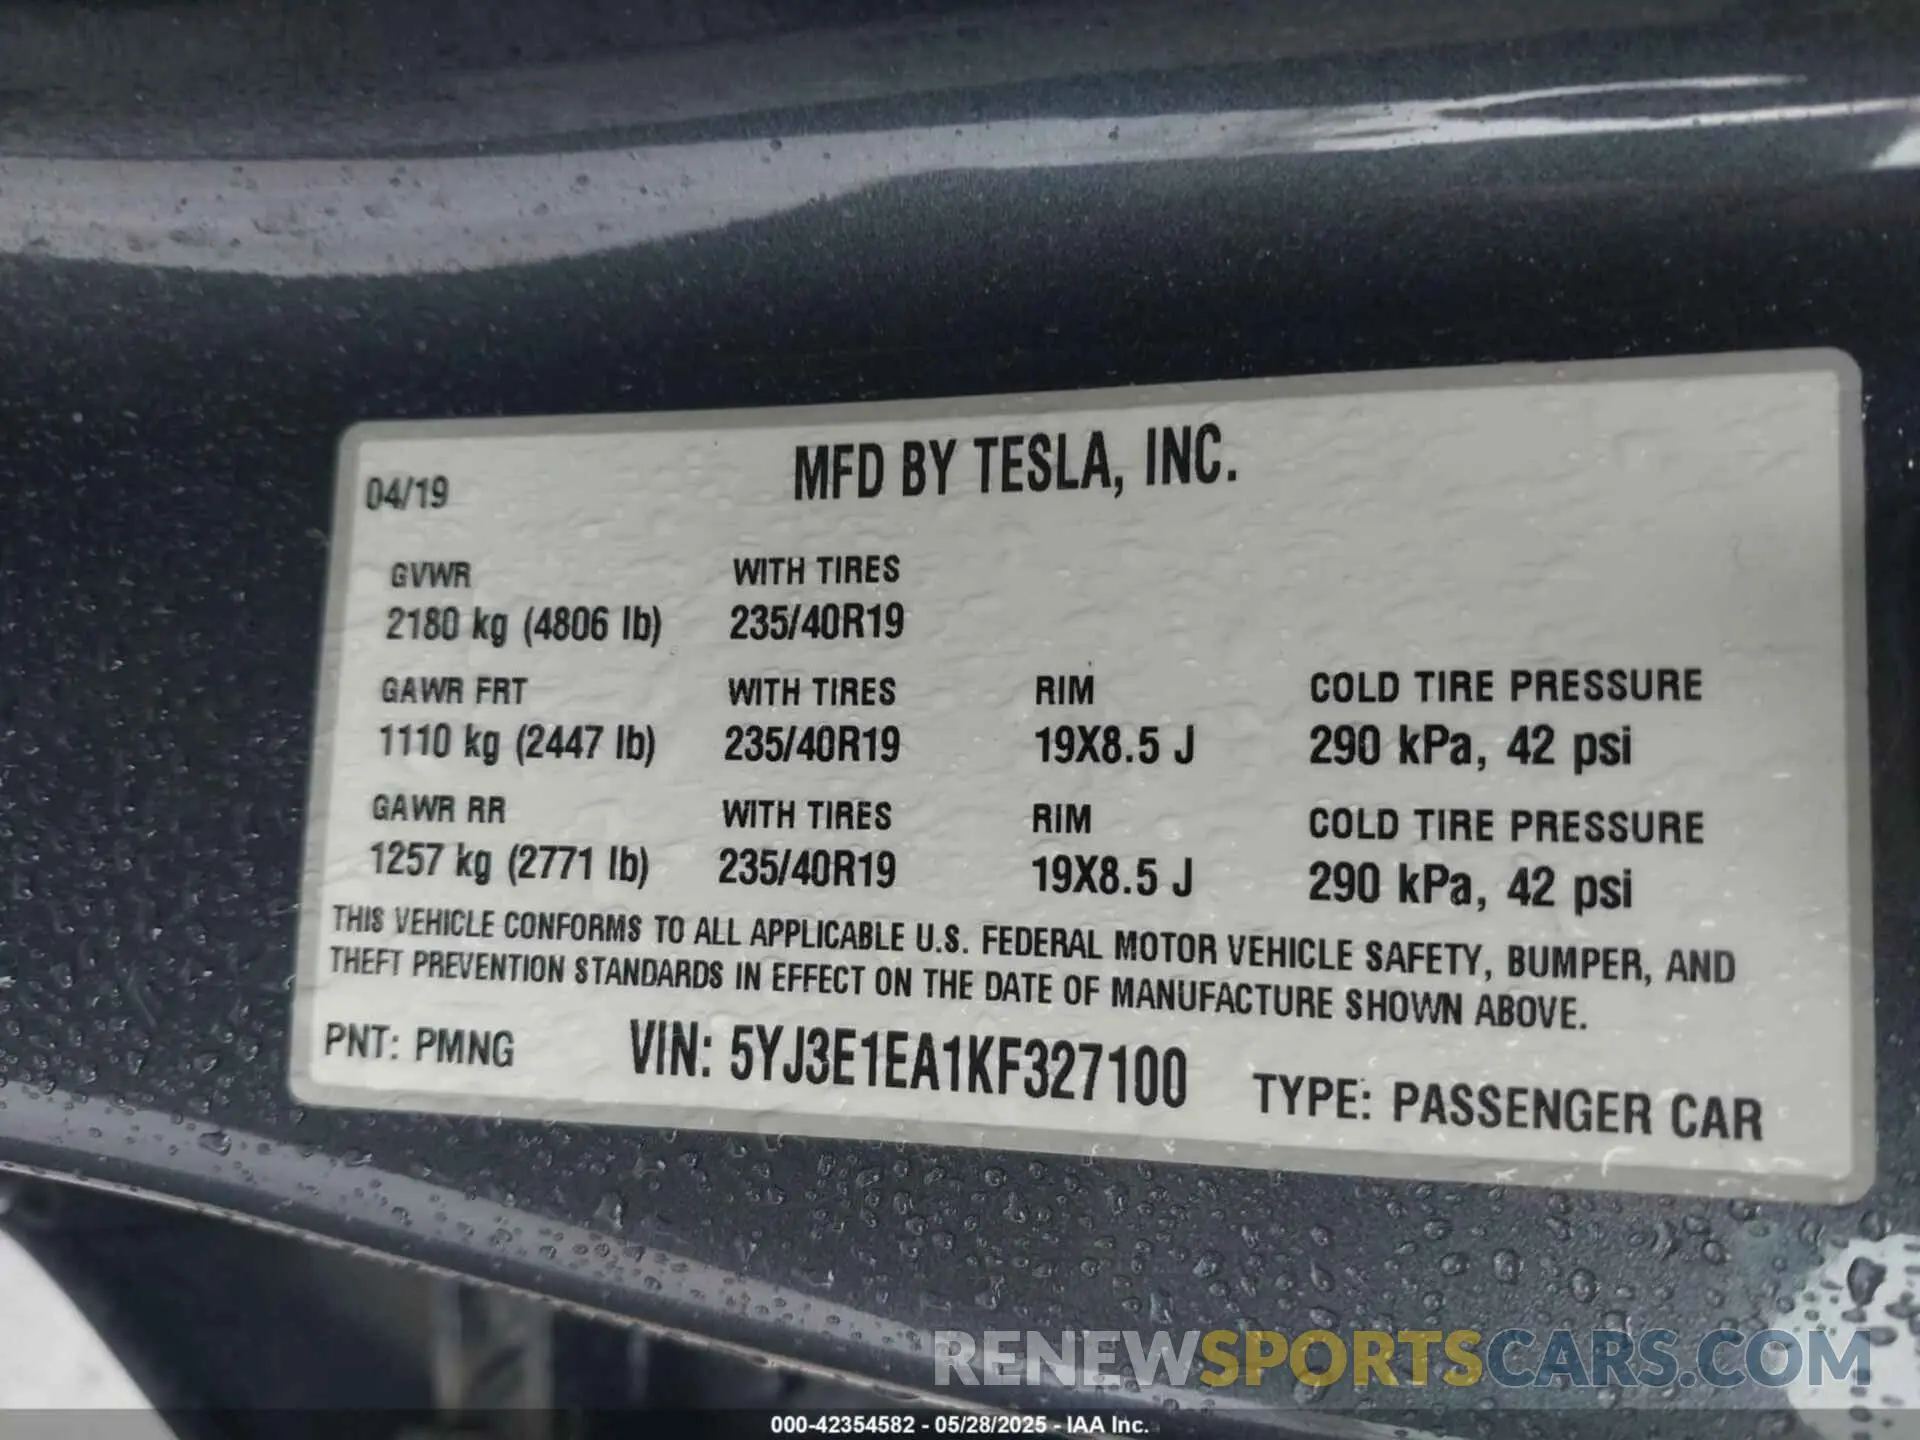 04/19 MFD BY TESLA, INC.
GVWR WITH TIRES
2180 kg (4806 lb) 235/40R19
GAWR FRT WITH TIRES RIM COLD TIRE PRESSURE
1110 kg (2447 lb) 235/40R19 19X8.5 J 290 kPa, 42 psi
GAWR RR WITH TIRES RIM COLD TIRE PRESSURE
1257 kg (2771 lb) 235/40R19 19X8.5 J 290 kPa, 42 psi
THIS VEHICLE CONFORMS TO ALL APPLICABLE U.S. FEDERAL MOTOR VEHICLE SAFETY, BUMPER, AND
THEFT PREVENTION STANDARDS IN EFFECT ON THE DATE OF MANUFACTURE SHOWN ABOVE.
PNT: PMNG VIN: 5YJ3E1EA1KF327100 TYPE: PASSENGER CAR
RENEWSPORTSCARS.COM
000-42354582 - 05/28/2025 - IAA Inc.